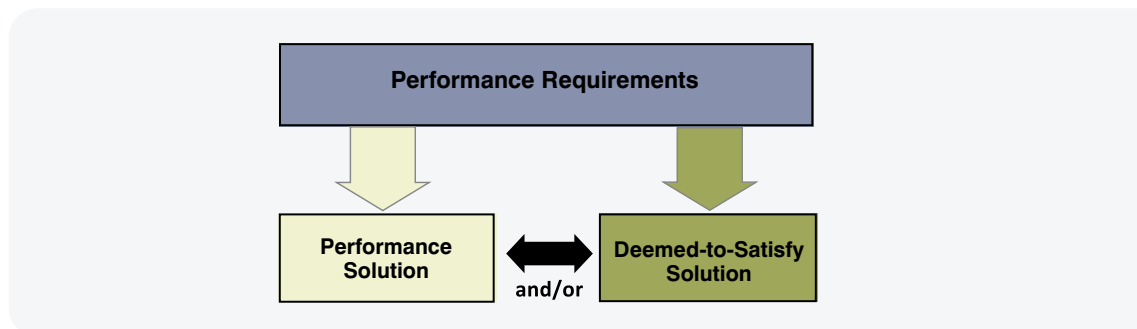 Performance Requirements
Performance
Solution
and/or
Deemed-to-Satisfy
Solution